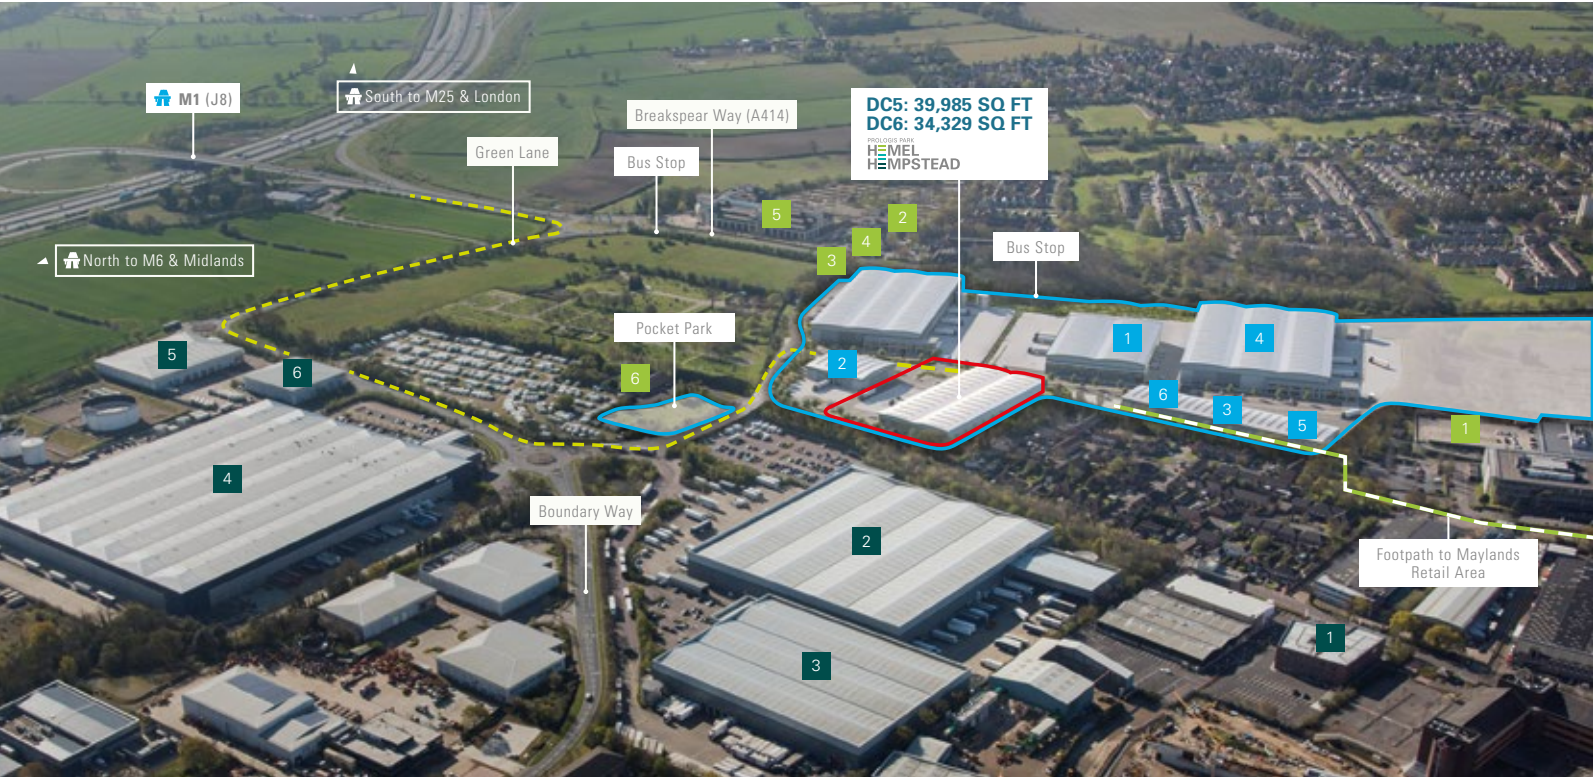 M1 (J8)
South to M25 & London
Breakspear Way (A414)
DC5: 39,985 SQ FT
DC6: 34,329 SQ FT
PROLOGIS PARK
HEMEL
HEMPSTEAD
Green Lane
Bus Stop
5
2
4
3
North to M6 & Midlands
Bus Stop
Pocket Park
1
4
5
6
2
6
6
3
5
1
4
Boundary Way
2
Footpath to Maylands
Retail Area
1
3